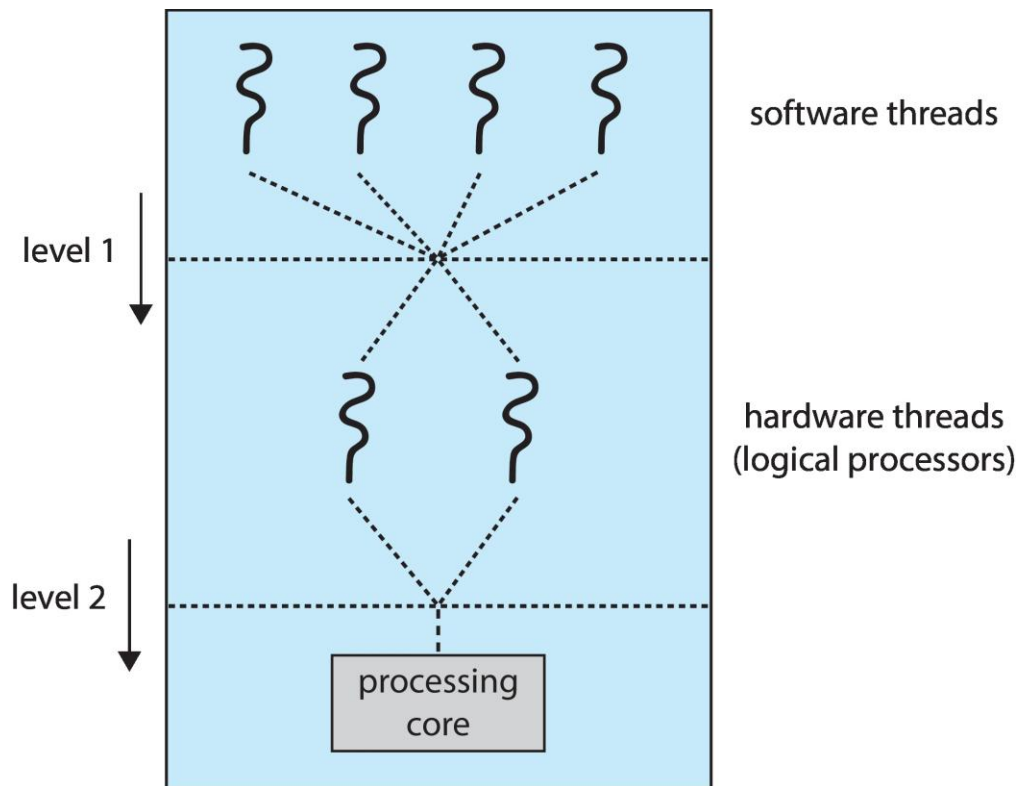 software threads
level 1
hardware threads
(logical processors)
level 2
processing
core